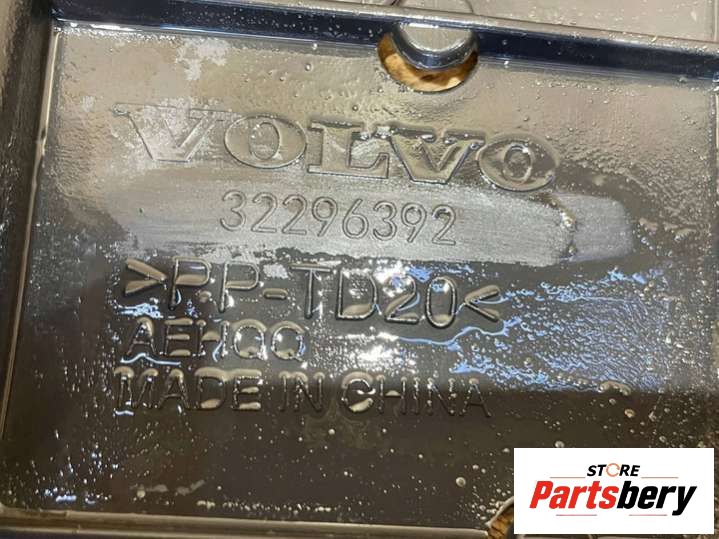 VOLVO
32296392
>PP-TD20<
AEHQQ
MADE IN CHINA
STORE
Partsbery